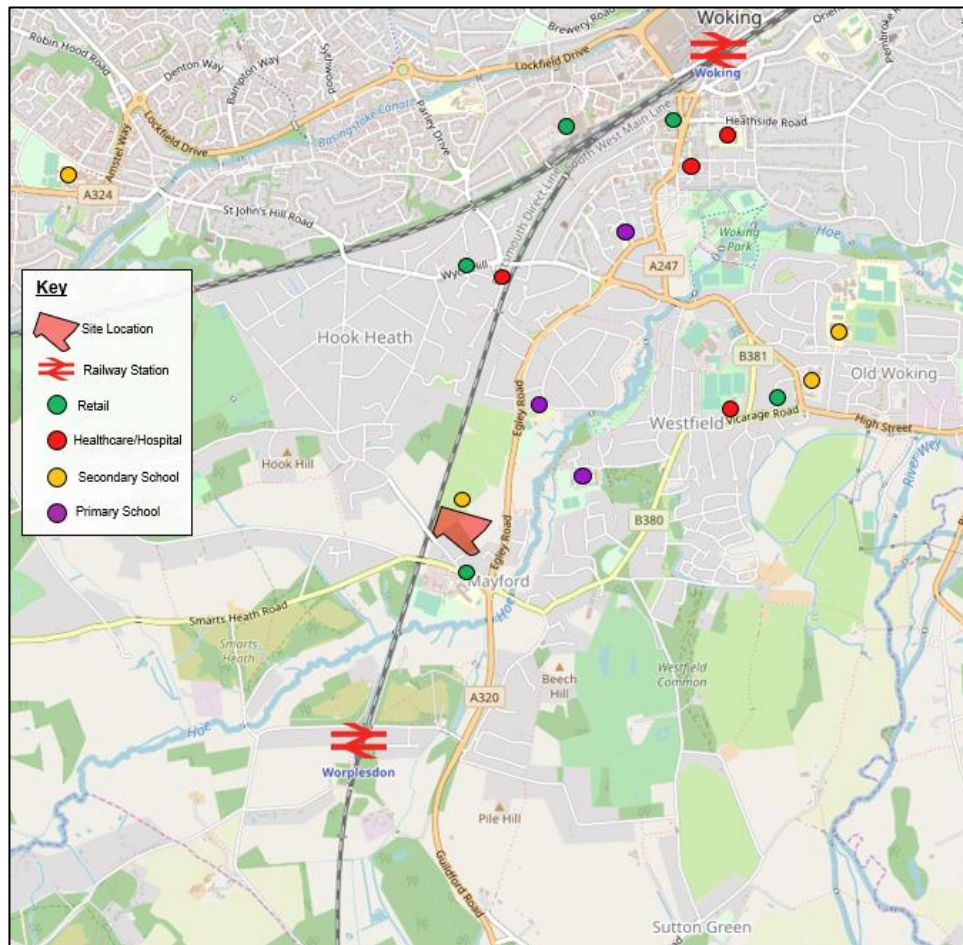 Woking
Brewery Road
Robin Hood Road
Denton Way
Bampton Way
Sythwood
Lockfield Drive
Woking
Parley Drive
Basingstoke Canal
South West Main Line
Heathside Road
Amstel Way
Lockfield Drive
A324
St John's Hill Road
Portsmouth Direct Line
Woking Park
Hoe
A247
Key
Site Location
Railway Station
Retail
Healthcare/Hospital
Secondary School
Primary School
Hook Heath
B381
Old Woking
Egley Road
Westfield
Vicarage Road
High Street
River Wey
Hook Hill
B380
Egley Road
Mayford
Hoe
Smarts Heath Road
Smarts
Heath
Beech
Hill
Westfield
Common
A320
Hoe
Worplesdon
Pile Hill
Guildford Road
Sutton Green